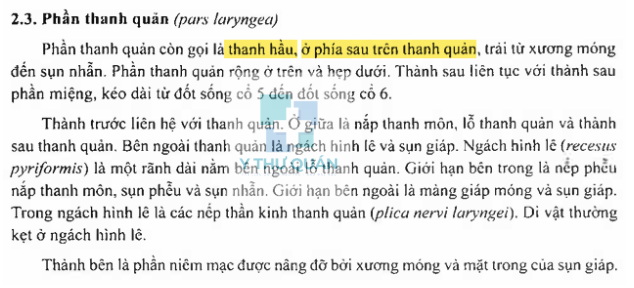 2.3. Phần thanh quản (pars laryngea)
Phần thanh quản còn gọi là thanh hầu, ở phía sau trên thanh quản, trải từ xương móng
đến sụn nhẫn. Phần thanh quản rộng ở trên và hẹp dưới. Thành sau liên tục với thành sau
phần miệng, kéo dài từ đốt sống cổ 5 đến đốt sống cổ 6.
Thành trước liên hệ với thanh quản. Ở giữa là nắp thanh môn, lỗ thanh quản và thành
sau thanh quản. Bên ngoài thanh quản là ngách hình lê và sụn giáp. Ngách hình lê (recesus
pyriformis) là một rãnh dài nằm bên ngoài lỗ thanh quản. Giới hạn bên trong là nếp phễu
nắp thanh môn, sụn phễu và sụn nhẫn. Giới hạn bên ngoài là màng giáp móng và sụn giáp.
Trong ngách hình lê là các nếp thần kinh thanh quản (plica nervi laryngei). Dị vật thường
kẹt ở ngách hình lê.
Thành bên là phần niêm mạc được nâng đỡ bởi xương móng và mặt trong của sụn giáp.
Y THƯ QUÁN